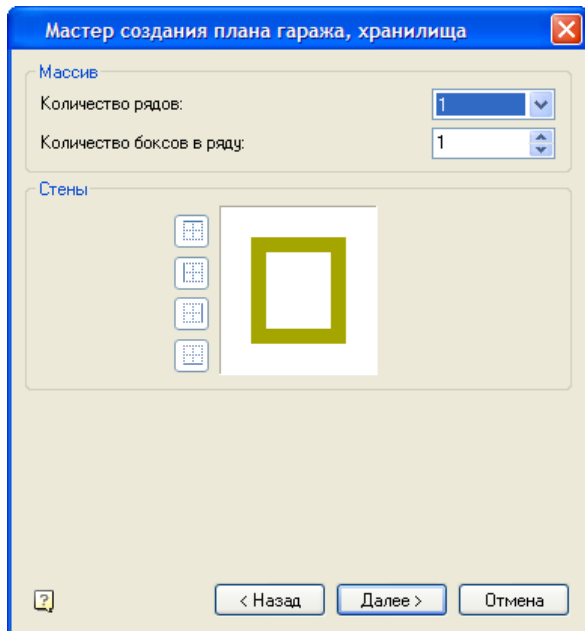 Мастер создания плана гаража, хранилища
Массив
Количество рядов:
1
Количество боксов в ряду:
1
Стены
?
< Назад
Далее >
Отмена